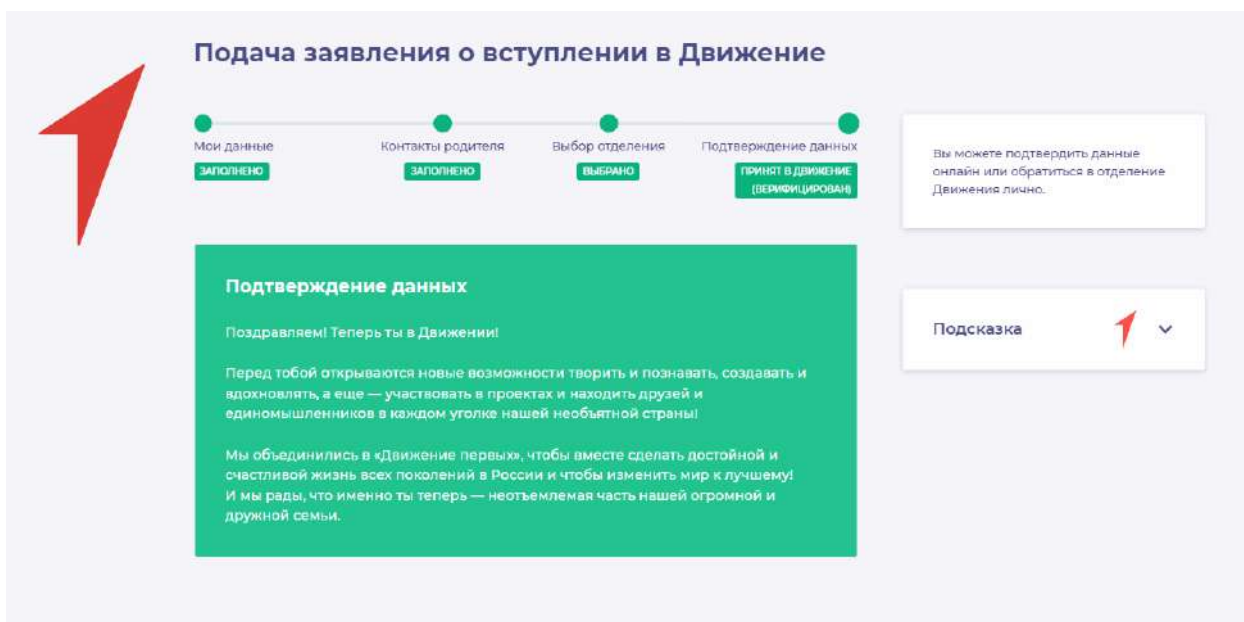 Подача заявления о вступлении в Движение
Мои данные
ЗАПОЛНЕНО
Контакты родителя
ЗАПОЛНЕНО
Выбор отделения
ВЫБРАНО
Подтверждение данных
ПРИНЯТ В ДВИЖЕНИЕ
(ВЕРИФИЦИРОВАН)
Вы можете подтвердить данные
онлайн или обратиться в отделение
Движения лично.
Подтверждение данных
Поздравляем! Теперь ты в Движении!
Перед тобой открываются новые возможности творить и познавать, создавать и
вдохновлять, а еще — участвовать в проектах и находить друзей и
единомышленников в каждом уголке нашей необъятной страны!
Мы объединились в «Движение первых», чтобы вместе сделать достойной и
счастливой жизнь всех поколений в России и чтобы изменить мир к лучшему!
И мы рады, что именно ты теперь — неотъемлемая часть нашей огромной и
дружной семьи.
Подсказка